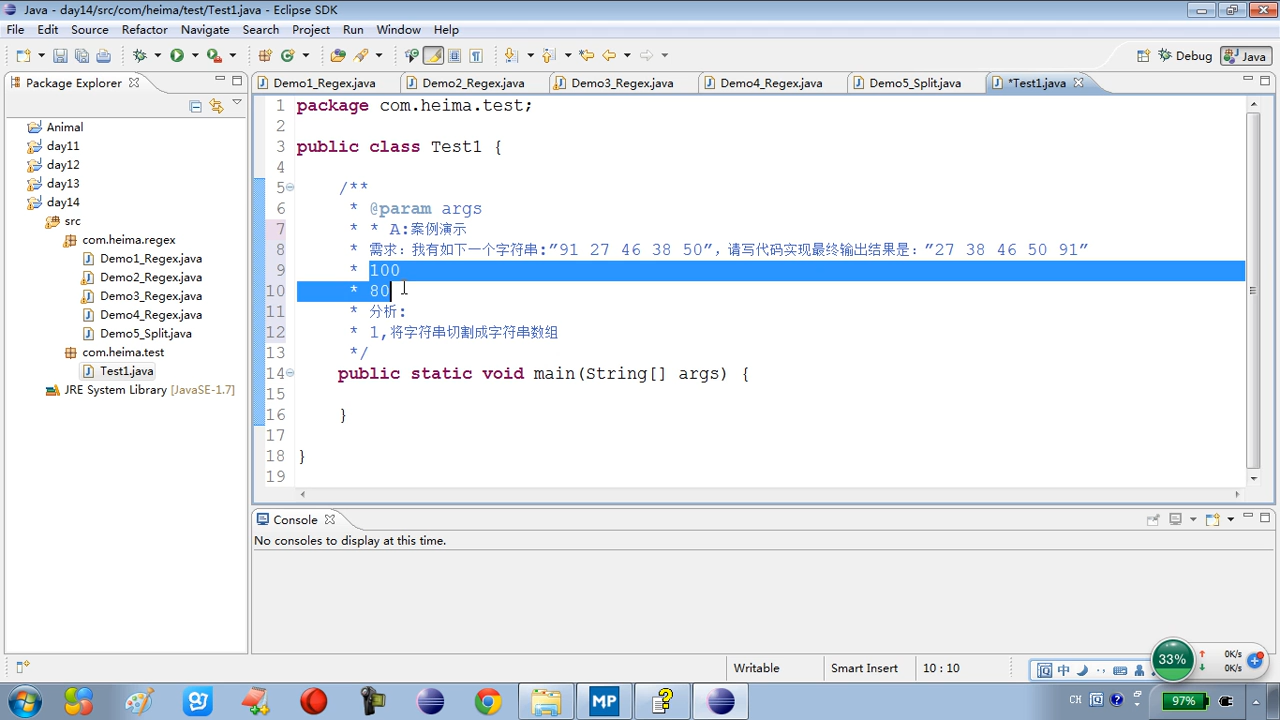 Java - day14/src/com/heima/test/Test1.java - Eclipse SDK
File Edit Source Refactor Navigate Search Project Run Window Help
Debug Java
Package Explorer
Demo1_Regex.java Demo2_Regex.java Demo3_Regex.java Demo4_Regex.java Demo5_Split.java *Test1.java
Animal
day11
day12
day13
day14
src
com.heima.regex
Demo1_Regex.java
Demo2_Regex.java
Demo3_Regex.java
Demo4_Regex.java
Demo5_Split.java
com.heima.test
Test1.java
JRE System Library [JavaSE-1.7]
1 package com.heima.test;
2
3 public class Test1 {
4
5 /**
6 * @param args
7 * * A:案例演示
8 * 需求：我有如下一个字符串:”91 27 46 38 50”，请写代码实现最终输出结果是：”27 38 46 50 91”
9 * 100
10 * 80
11 * 分析:
12 * 1,将字符串切割成字符串数组
13 */
14 public static void main(String[] args) {
15
16 }
17
18 }
19
Console
No consoles to display at this time.
Writable Smart Insert 10 : 10
中
33% 0K/s
0K/s
MP
CH 97%